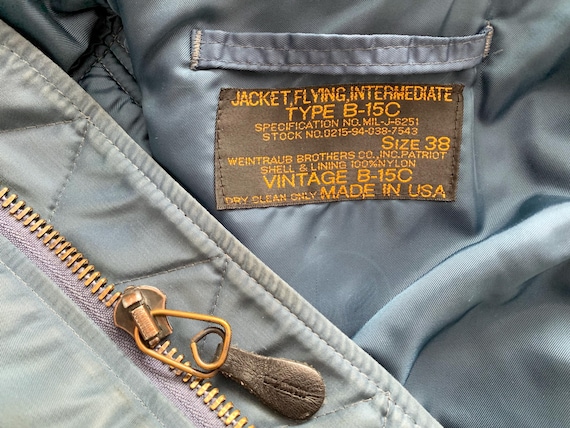 JACKET,FLYING,INTERMEDIATE
TYPE B-15C
SPECIFICATION NO.MIL-J-6251
STOCK NO.0215-94-038-7543
SIZE 38
WEINTRAUB BROTHERS CO.,INC.PATRIOT
SHELL & LINING 100%NYLON
VINTAGE B-15C
DRY CLEAN ONLY MADE IN USA